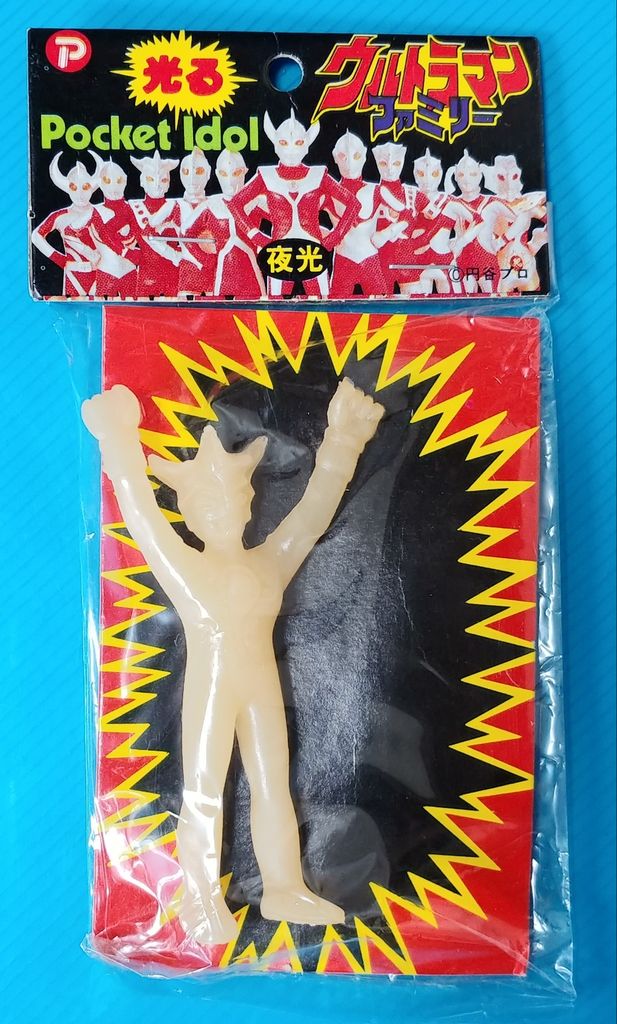 P
光る
Pocket Idol
ウルトラマン
ファミリー
夜光
©円谷プロ